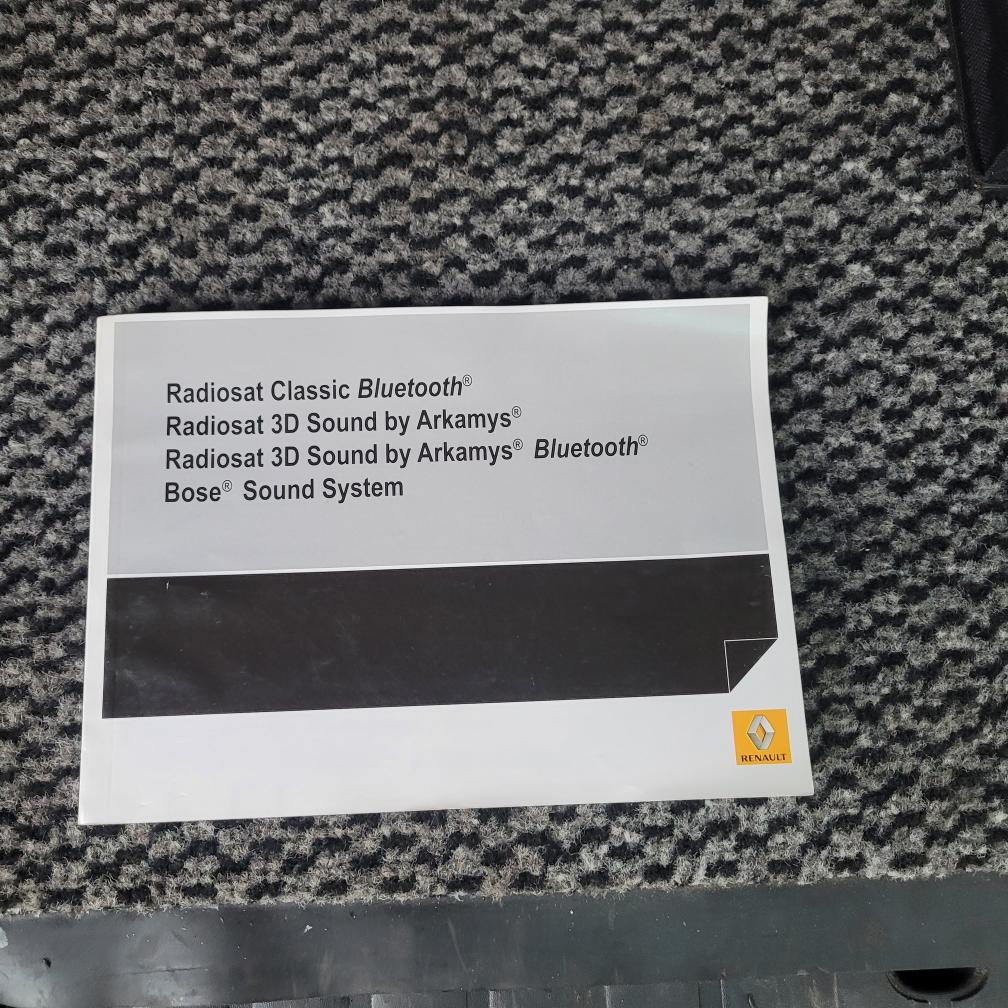 Radiosat Classic Bluetooth®
Radiosat 3D Sound by Arkamys®
Radiosat 3D Sound by Arkamys® Bluetooth®
Bose® Sound System
RENAULT